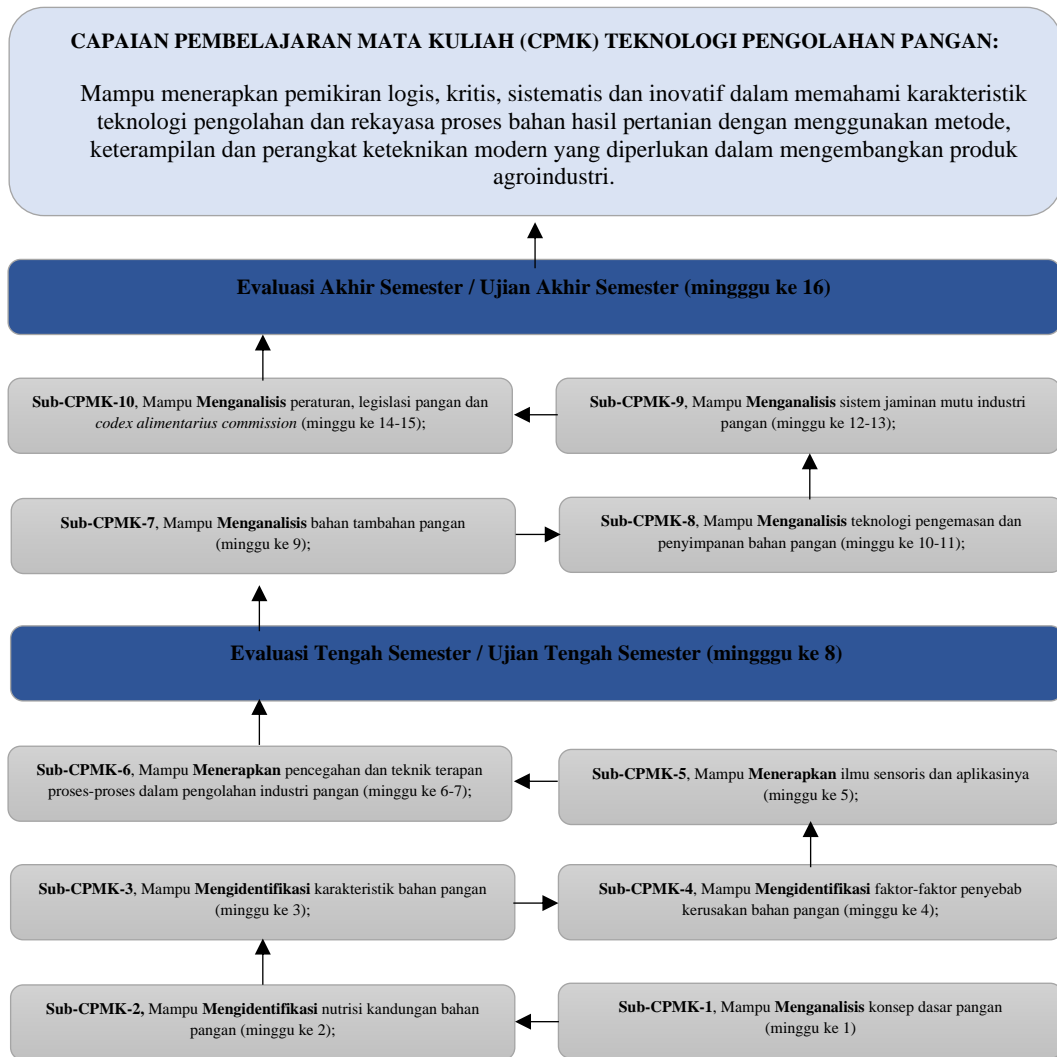 CAPAIAN PEMBELAJARAN MATA KULIAH (CPMK) TEKNOLOGI PENGOLAHAN PANGAN:
Mampu menerapkan pemikiran logis, kritis, sistematis dan inovatif dalam memahami karakteristik
teknologi pengolahan dan rekayasa proses bahan hasil pertanian dengan menggunakan metode,
keterampilan dan perangkat keteknikan modern yang diperlukan dalam mengembangkan produk
agroindustri.
Evaluasi Akhir Semester / Ujian Akhir Semester (mingggu ke 16)
Sub-CPMK-10, Mampu Menganalisis peraturan, legislasi pangan dan
codex alimentarius commission (minggu ke 14-15);
Sub-CPMK-9, Mampu Menganalisis sistem jaminan mutu industri
pangan (minggu ke 12-13);
Sub-CPMK-7, Mampu Menganalisis bahan tambahan pangan
(minggu ke 9);
Sub-CPMK-8, Mampu Menganalisis teknologi pengemasan dan
penyimpanan bahan pangan (minggu ke 10-11);
Evaluasi Tengah Semester / Ujian Tengah Semester (mingggu ke 8)
Sub-CPMK-6, Mampu Menerapkan pencegahan dan teknik terapan
proses-proses dalam pengolahan industri pangan (minggu ke 6-7);
Sub-CPMK-5, Mampu Menerapkan ilmu sensoris dan aplikasinya
(minggu ke 5);
Sub-CPMK-3, Mampu Mengidentifikasi karakteristik bahan pangan
(minggu ke 3);
Sub-CPMK-4, Mampu Mengidentifikasi faktor-faktor penyebab
kerusakan bahan pangan (minggu ke 4);
Sub-CPMK-2, Mampu Mengidentifikasi nutrisi kandungan bahan
pangan (minggu ke 2);
Sub-CPMK-1, Mampu Menganalisis konsep dasar pangan
(minggu ke 1)